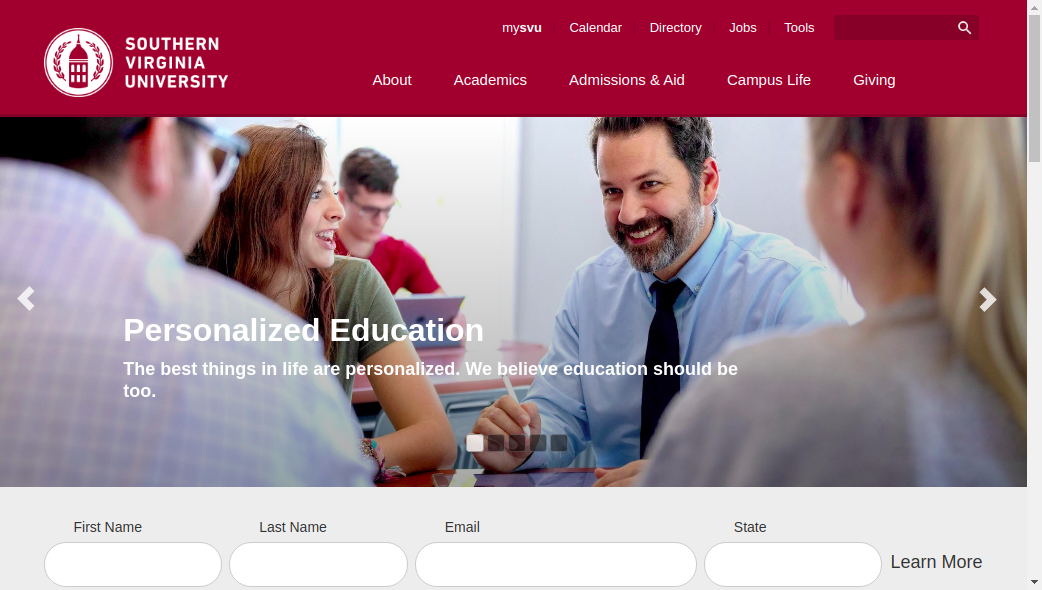 mysvu Calendar Directory Jobs Tools
SOUTHERN
VIRGINIA
UNIVERSITY
About Academics Admissions & Aid Campus Life Giving
Personalized Education
The best things in life are personalized. We believe education should be
too.
First Name Last Name Email State
Learn More